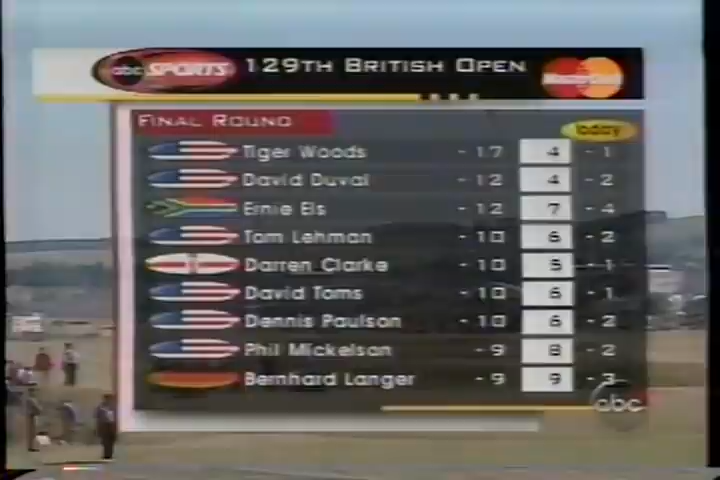 abc SPORTS 129TH BRITISH OPEN MasterCard
FINAL ROUND
today
Tiger Woods - 17 4 - 1
David Duval - 12 4 - 2
Ernie Els - 12 7 - 4
Tom Lehman - 10 6 - 2
Darren Clarke - 10 5 - 1
David Toms - 10 6 - 1
Dennis Paulson - 10 6 - 2
Phil Mickelson - 9 8 - 2
Bernhard Langer - 9 9 - 3
abc